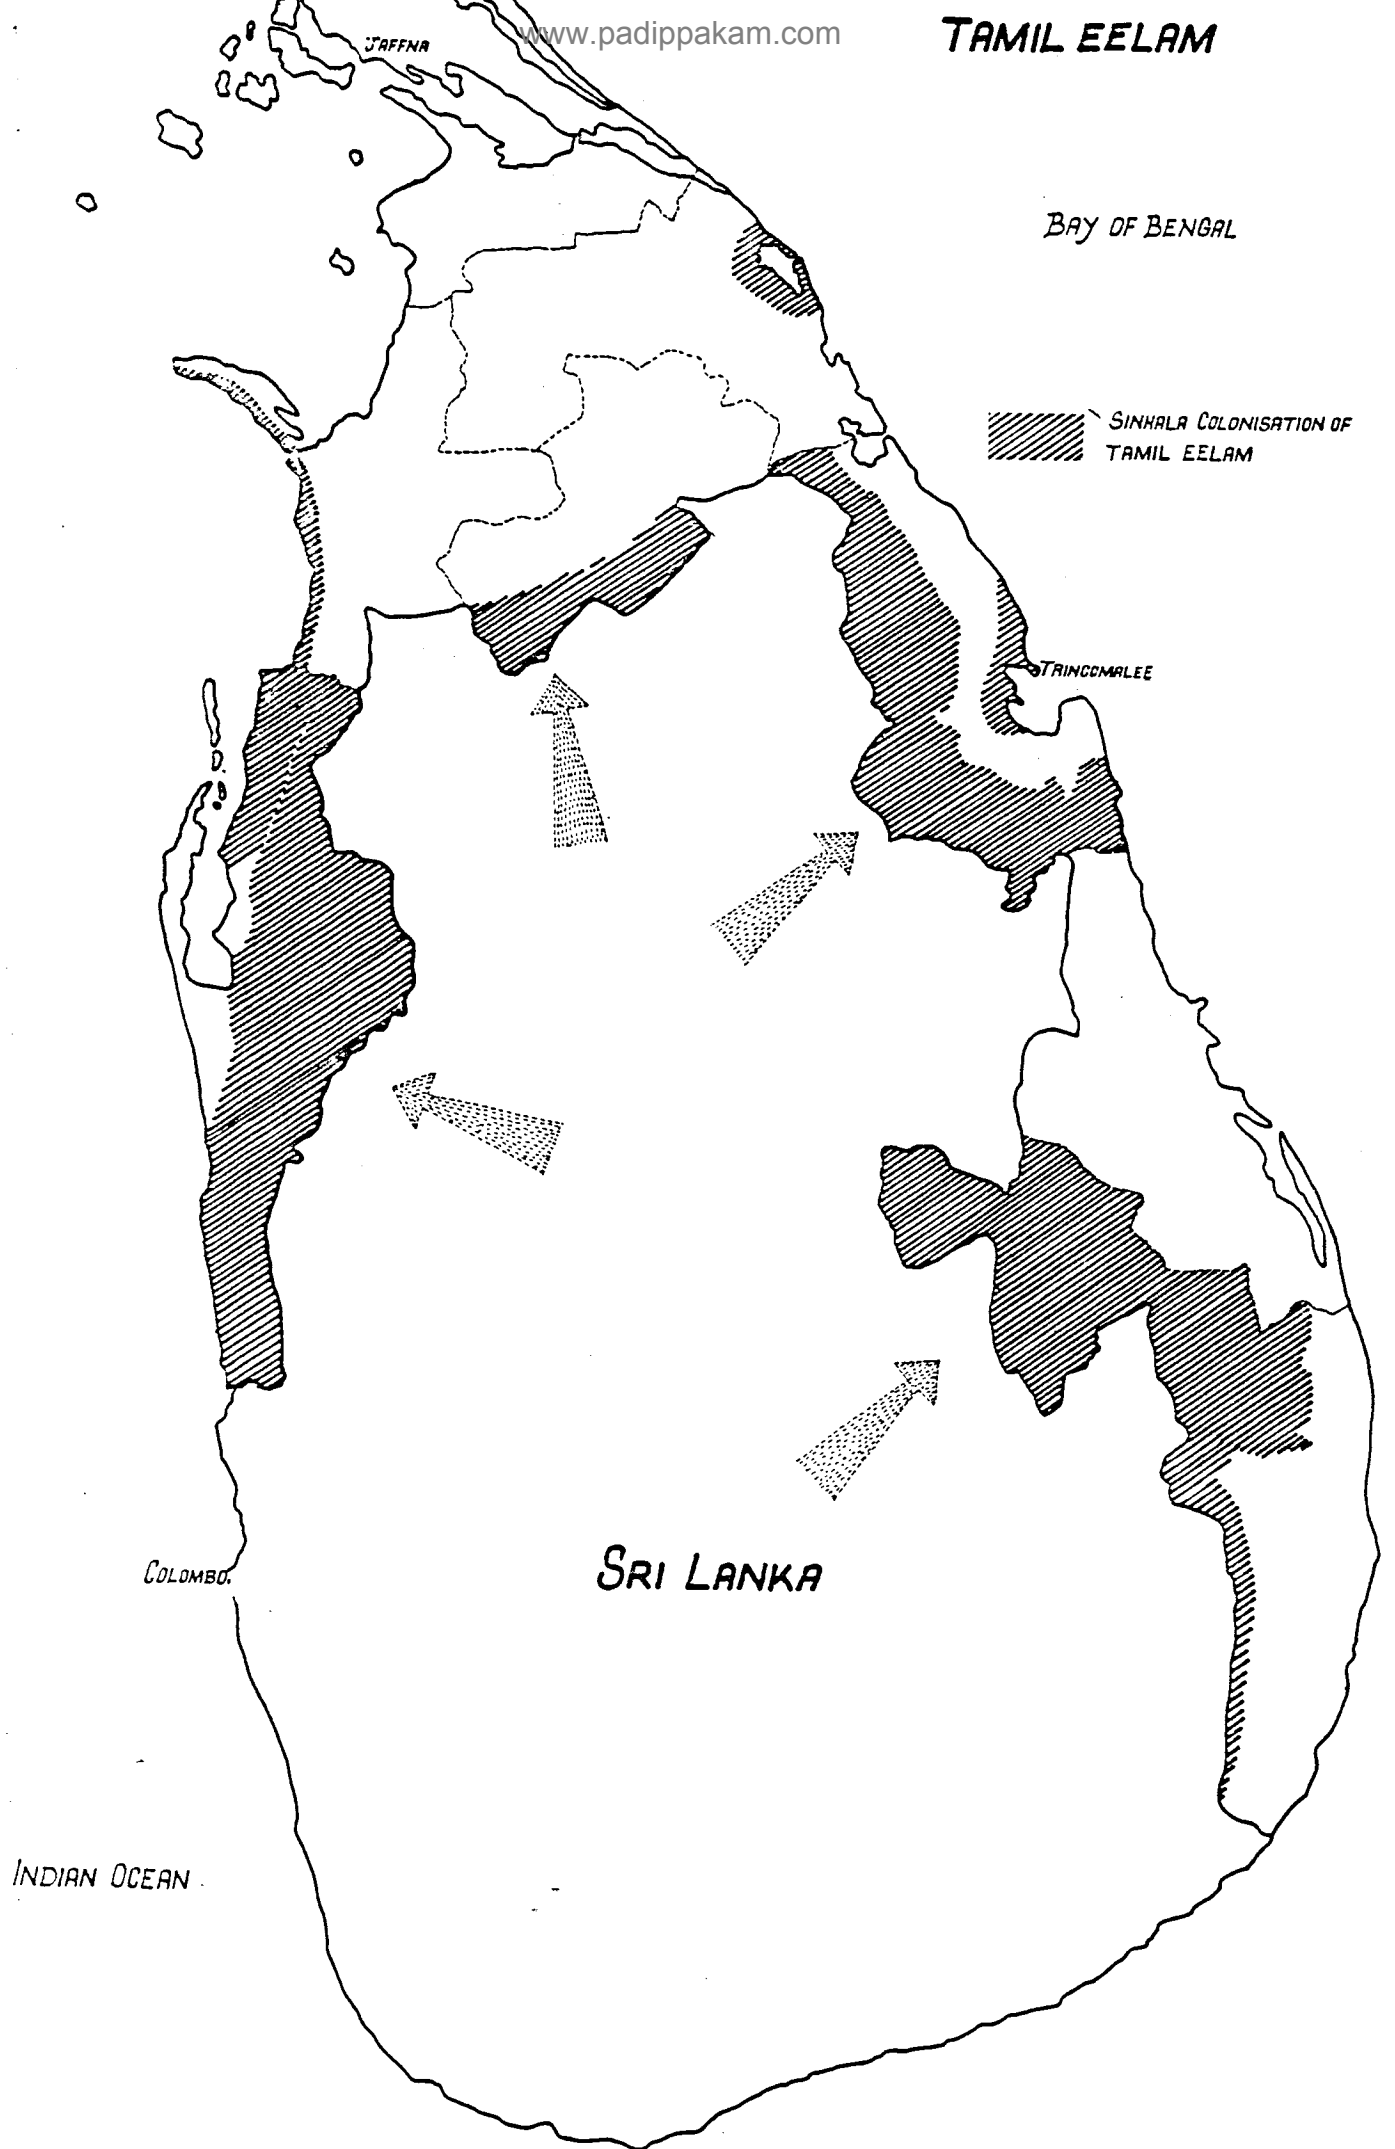 www.padippakam.com
TAMIL EELAM
JAFFNA
BAY OF BENGAL
SINHALA COLONISATION OF
TAMIL EELAM
TRINCOMALEE
SRI LANKA
COLOMBO.
INDIAN OCEAN